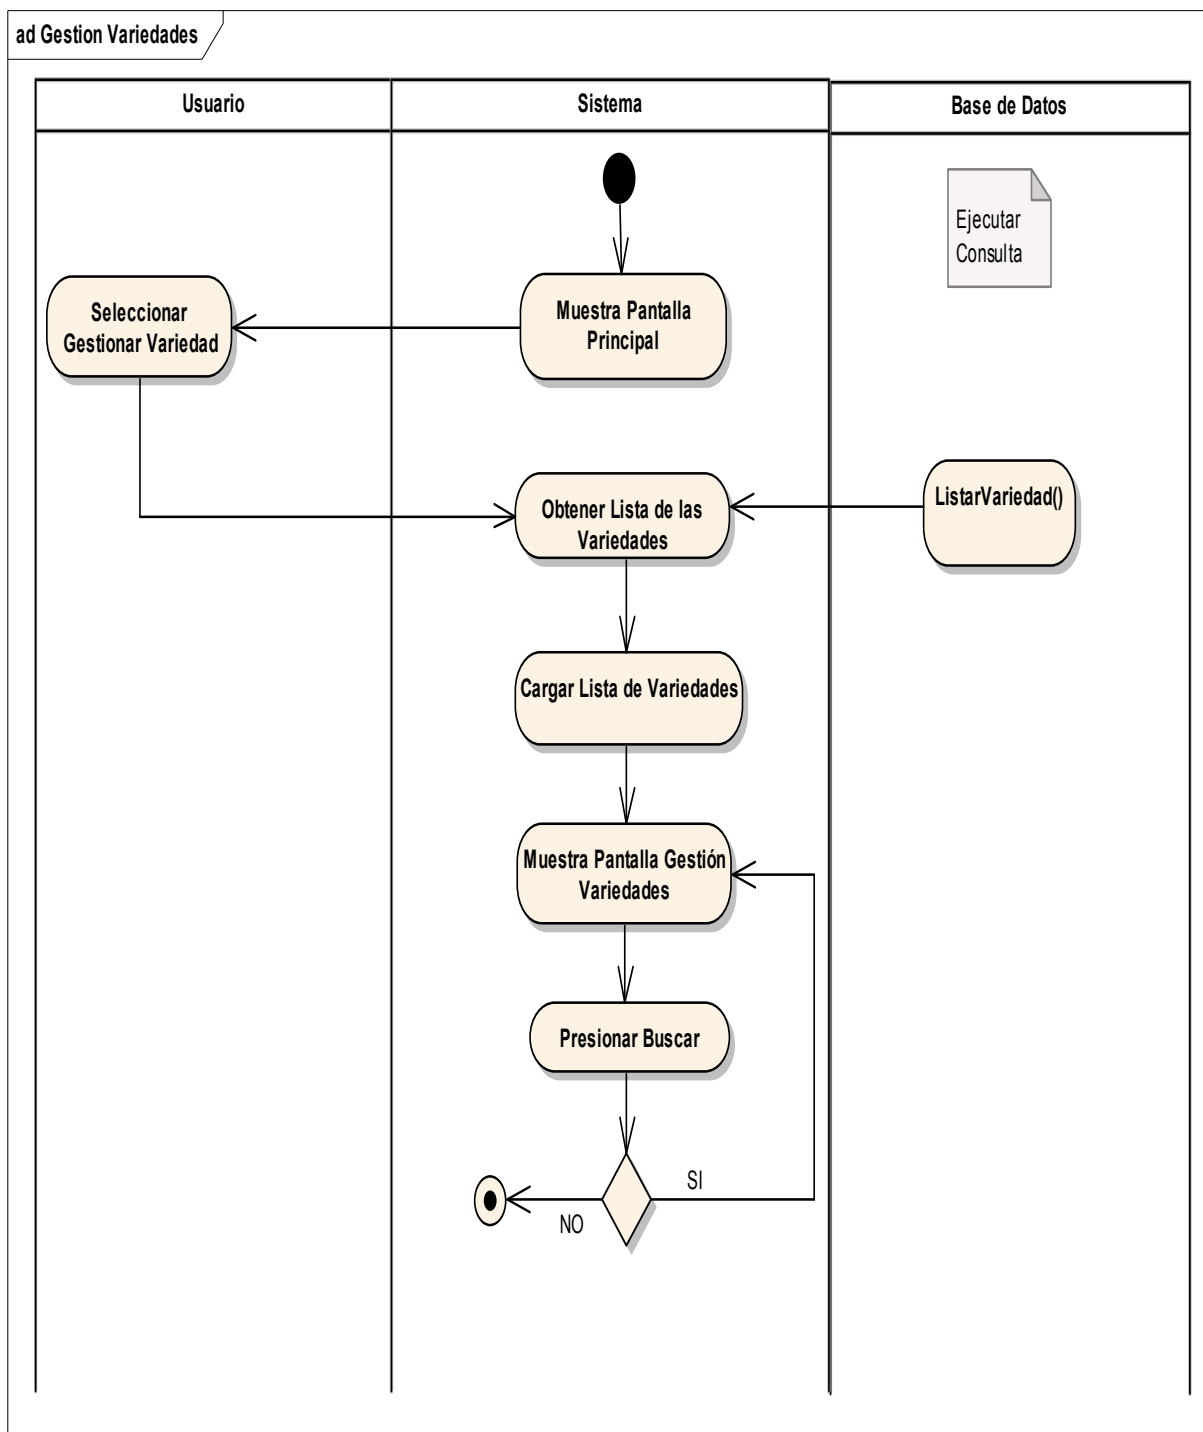 ad Gestion Variedades
Usuario
Sistema
Base de Datos
Ejecutar
Consulta
Seleccionar
Gestionar Variedad
Muestra Pantalla
Principal
Obtener Lista de las
Variedades
ListarVariedad()
Cargar Lista de Variedades
Muestra Pantalla Gestión
Variedades
Presionar Buscar
SI
NO